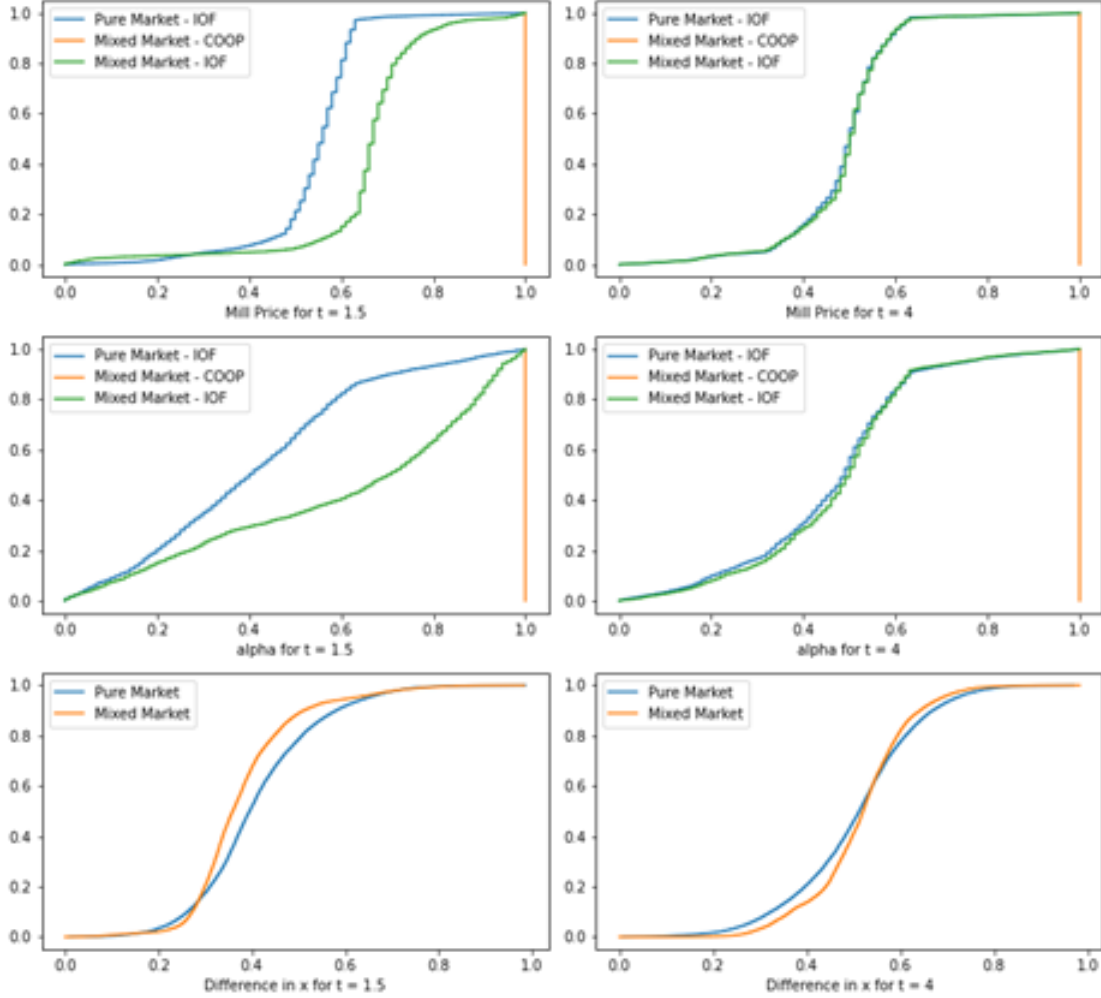 Pure Market - IOF
Mixed Market - COOP
Mixed Market - IOF
1.0
0.8
0.6
0.4
0.2
0.0
0.0 0.2 0.4 0.6 0.8 1.0
Mill Price for t = 1.5
Pure Market - IOF
Mixed Market - COOP
Mixed Market - IOF
1.0
0.8
0.6
0.4
0.2
0.0
0.0 0.2 0.4 0.6 0.8 1.0
Mill Price for t = 4
Pure Market - IOF
Mixed Market - COOP
Mixed Market - IOF
1.0
0.8
0.6
0.4
0.2
0.0
0.0 0.2 0.4 0.6 0.8 1.0
alpha for t = 1.5
Pure Market - IOF
Mixed Market - COOP
Mixed Market - IOF
1.0
0.8
0.6
0.4
0.2
0.0
0.0 0.2 0.4 0.6 0.8 1.0
alpha for t = 4
Pure Market
Mixed Market
1.0
0.8
0.6
0.4
0.2
0.0
0.0 0.2 0.4 0.6 0.8 1.0
Difference in x for t = 1.5
Pure Market
Mixed Market
1.0
0.8
0.6
0.4
0.2
0.0
0.0 0.2 0.4 0.6 0.8 1.0
Difference in x for t = 4